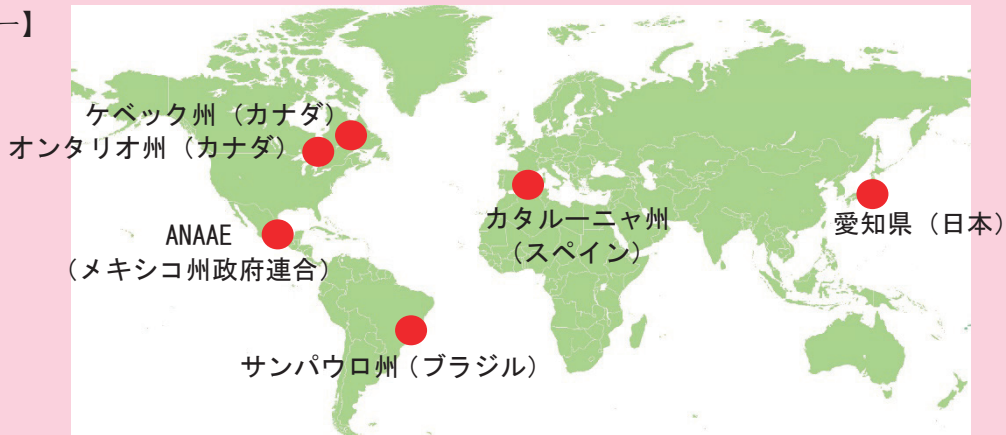 ー】
ケベック州（カナダ）
オンタリオ州（カナダ）
ANAAE
（メキシコ州政府連合）
カタルーニャ州
（スペイン）
愛知県（日本）
サンパウロ州（ブラジル）